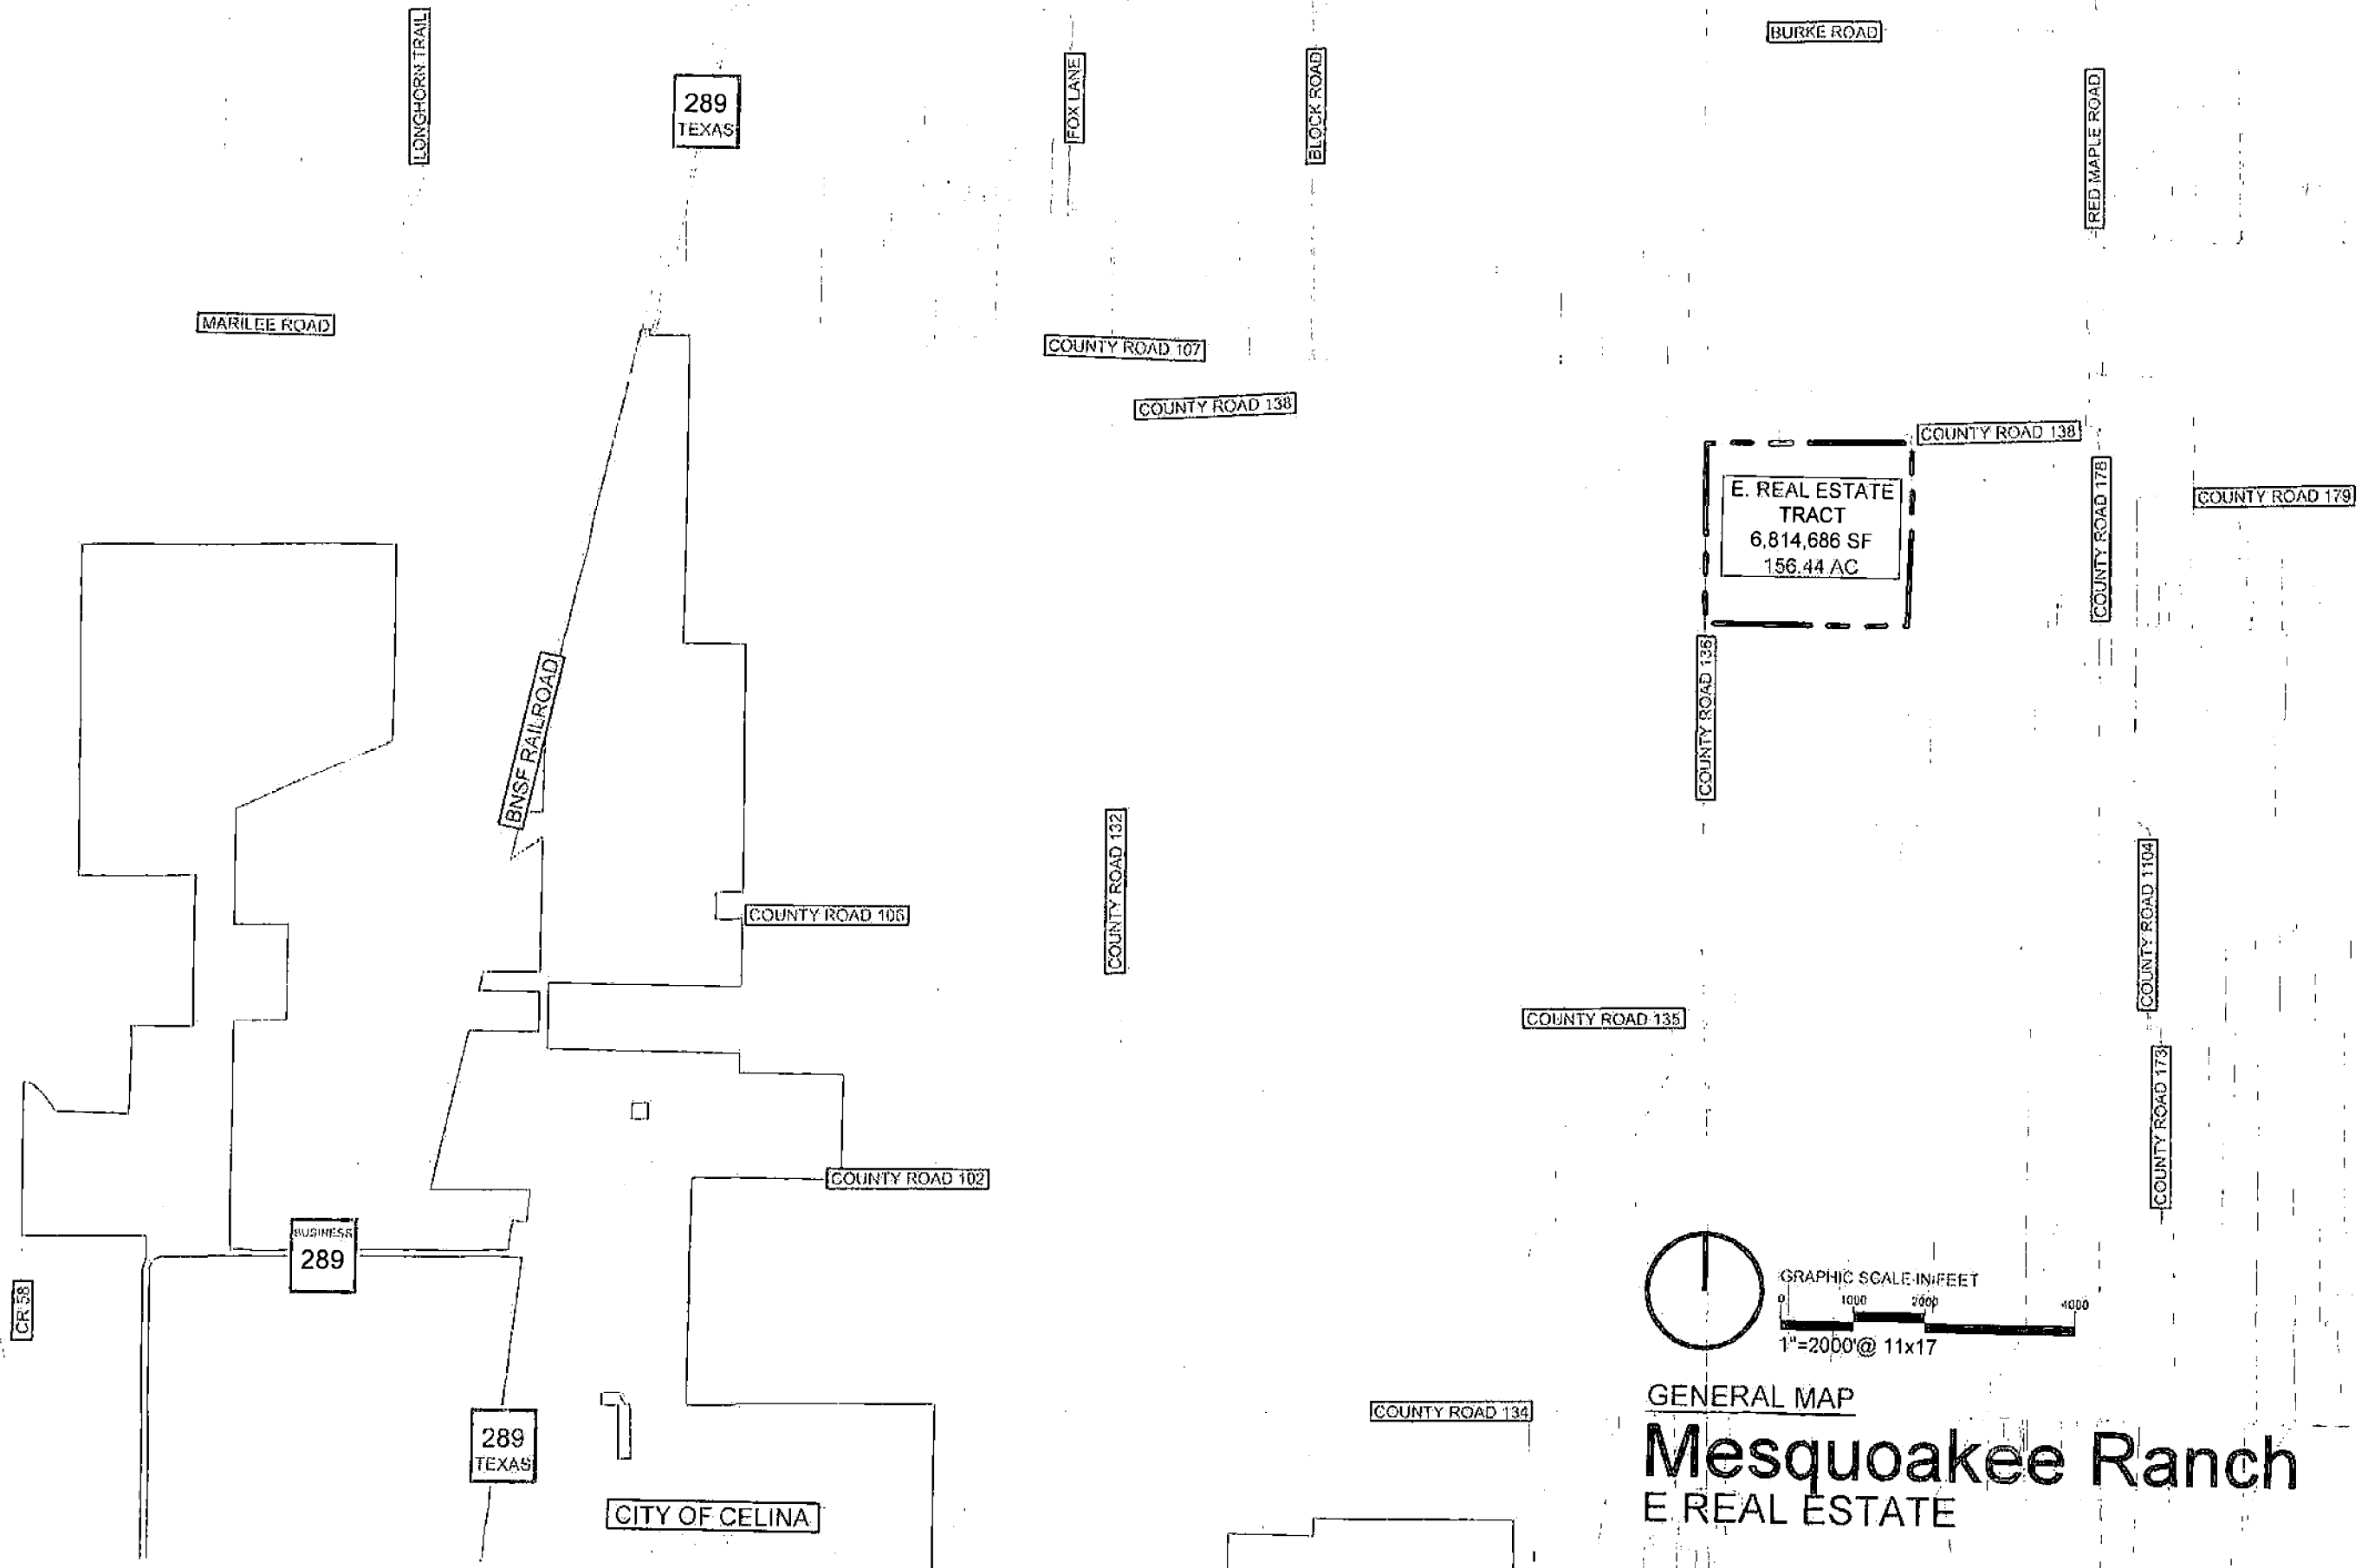 BURKE ROAD
LONGHORN TRAIL
289
TEXAS
FOX LANE
BLOCK ROAD
RED MAPLE ROAD
MARILEE ROAD
COUNTY ROAD 107
COUNTY ROAD 138
COUNTY ROAD 138
E. REAL ESTATE
TRACT
6,814,686 SF
156.44 AC
COUNTY ROAD 178
COUNTY ROAD 179
BNSF RAILROAD
COUNTY ROAD 136
COUNTY ROAD 132
COUNTY ROAD 106
COUNTY ROAD 1104
COUNTY ROAD 135
COUNTY ROAD 173
COUNTY ROAD 102
BUSINESS
289
CR 58
GRAPHIC SCALE IN FEET
0 1000 2000 4000
1"=2000'@ 11x17
289
TEXAS
COUNTY ROAD 134
CITY OF CELINA
GENERAL MAP
Mesquoakee Ranch
E REAL ESTATE